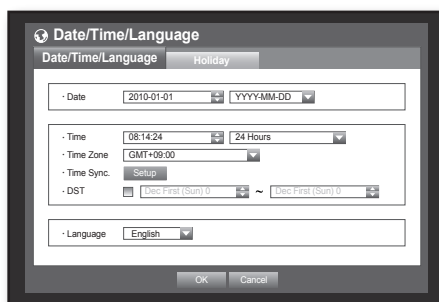 Date/Time/Language
Date/Time/Language Holiday
· Date 2010-01-01 YYYY-MM-DD
· Time 08:14:24 24 Hours
· Time Zone GMT+09:00
· Time Sync. Setup
· DST Dec First (Sun) 0 ~ Dec First (Sun) 0
· Language English
OK Cancel